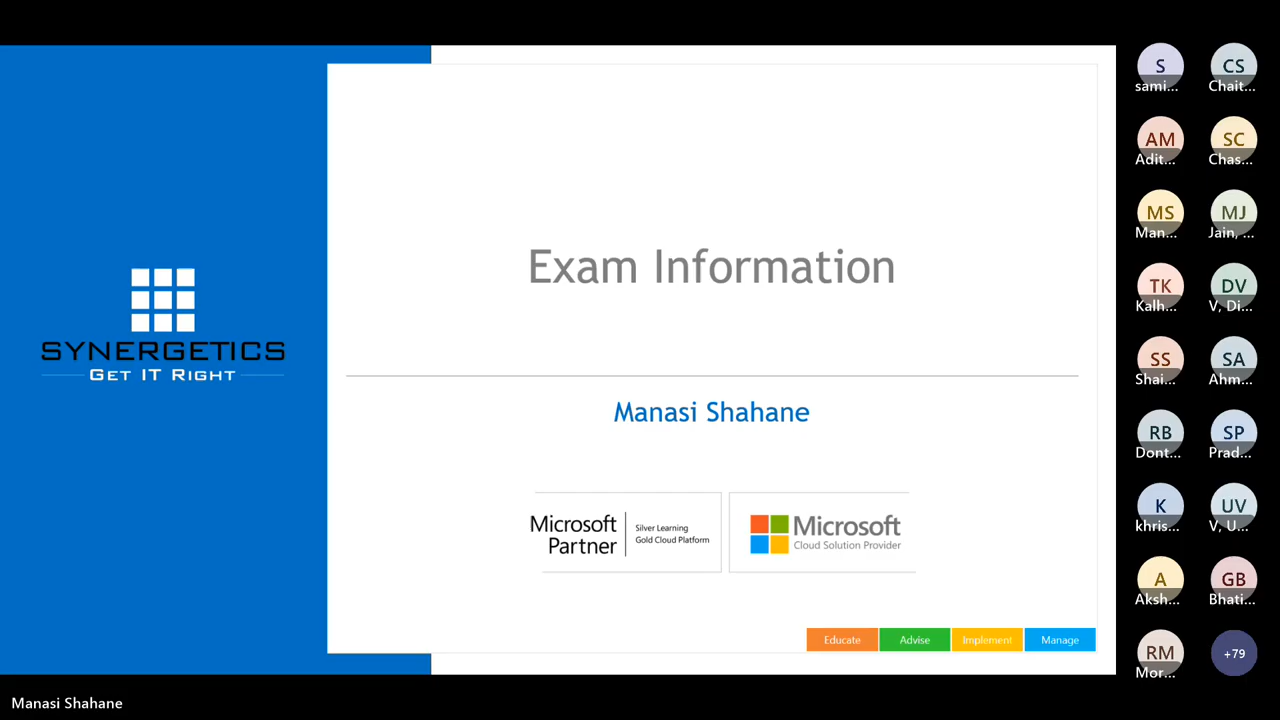 SYNERGETICS
GET IT RIGHT
Exam Information
Manasi Shahane
Microsoft
Partner
Silver Learning
Gold Cloud Platform
Microsoft
Cloud Solution Provider
Educate
Advise
Implement
Manage
S
sami...
CS
Chait...
AM
Adit...
SC
Chas...
MS
Man...
MJ
Jain, ...
TK
Kalh...
DV
V, Di...
SS
Shai...
SA
Ahm...
RB
Dont...
SP
Prad...
K
khris...
UV
V, U...
A
Aksh...
GB
Bhati...
RM
Mor...
+79
Manasi Shahane